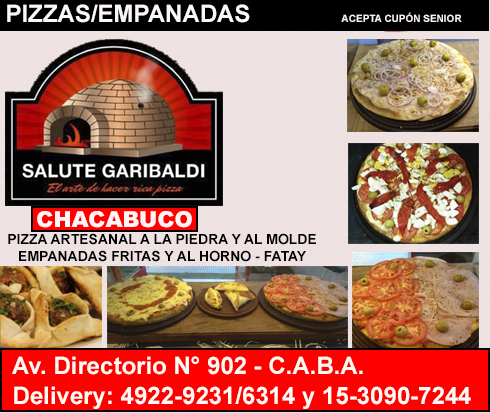 PIZZAS/EMPANADAS
ACEPTA CUPÓN SENIOR
SALUTE GARIBALDI
El arte de hacer rica pizza
CHACABUCO
PIZZA ARTESANAL A LA PIEDRA Y AL MOLDE
EMPANADAS FRITAS Y AL HORNO - FATAY
Av. Directorio N° 902 - C.A.B.A.
Delivery: 4922-9231/6314 y 15-3090-7244